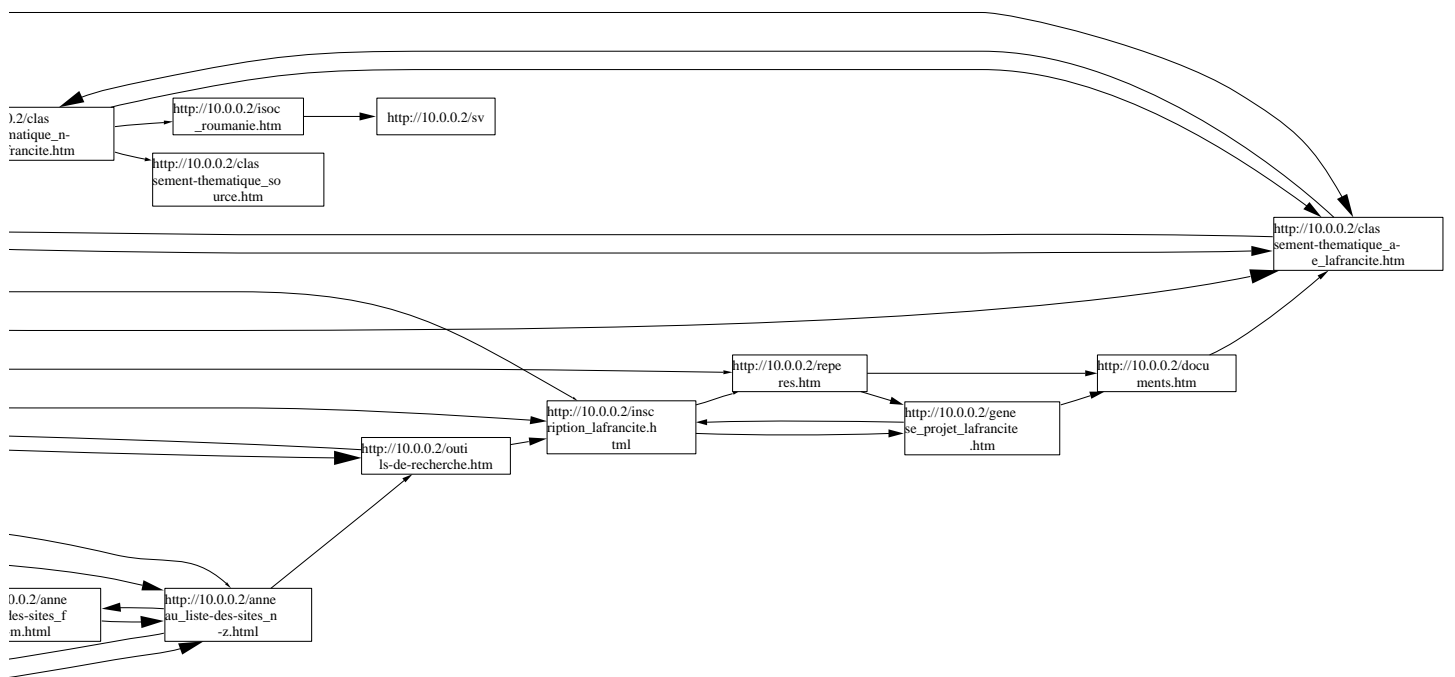 0.2/clas
matique_n-
francite.htm
http://10.0.0.2/isoc
_roumanie.htm
http://10.0.0.2/sv
http://10.0.0.2/clas
sement-thematique_so
urce.htm
http://10.0.0.2/clas
sement-thematique_a-
e_lafrancite.htm
http://10.0.0.2/repe
res.htm
http://10.0.0.2/docu
ments.htm
http://10.0.0.2/insc
ription_lafrancite.h
tml
http://10.0.0.2/gene
se_projet_lafrancite
.htm
http://10.0.0.2/outi
ls-de-recherche.htm
0.0.2/anne
des-sites_f
-m.html
http://10.0.0.2/anne
au_liste-des-sites_n
-z.html